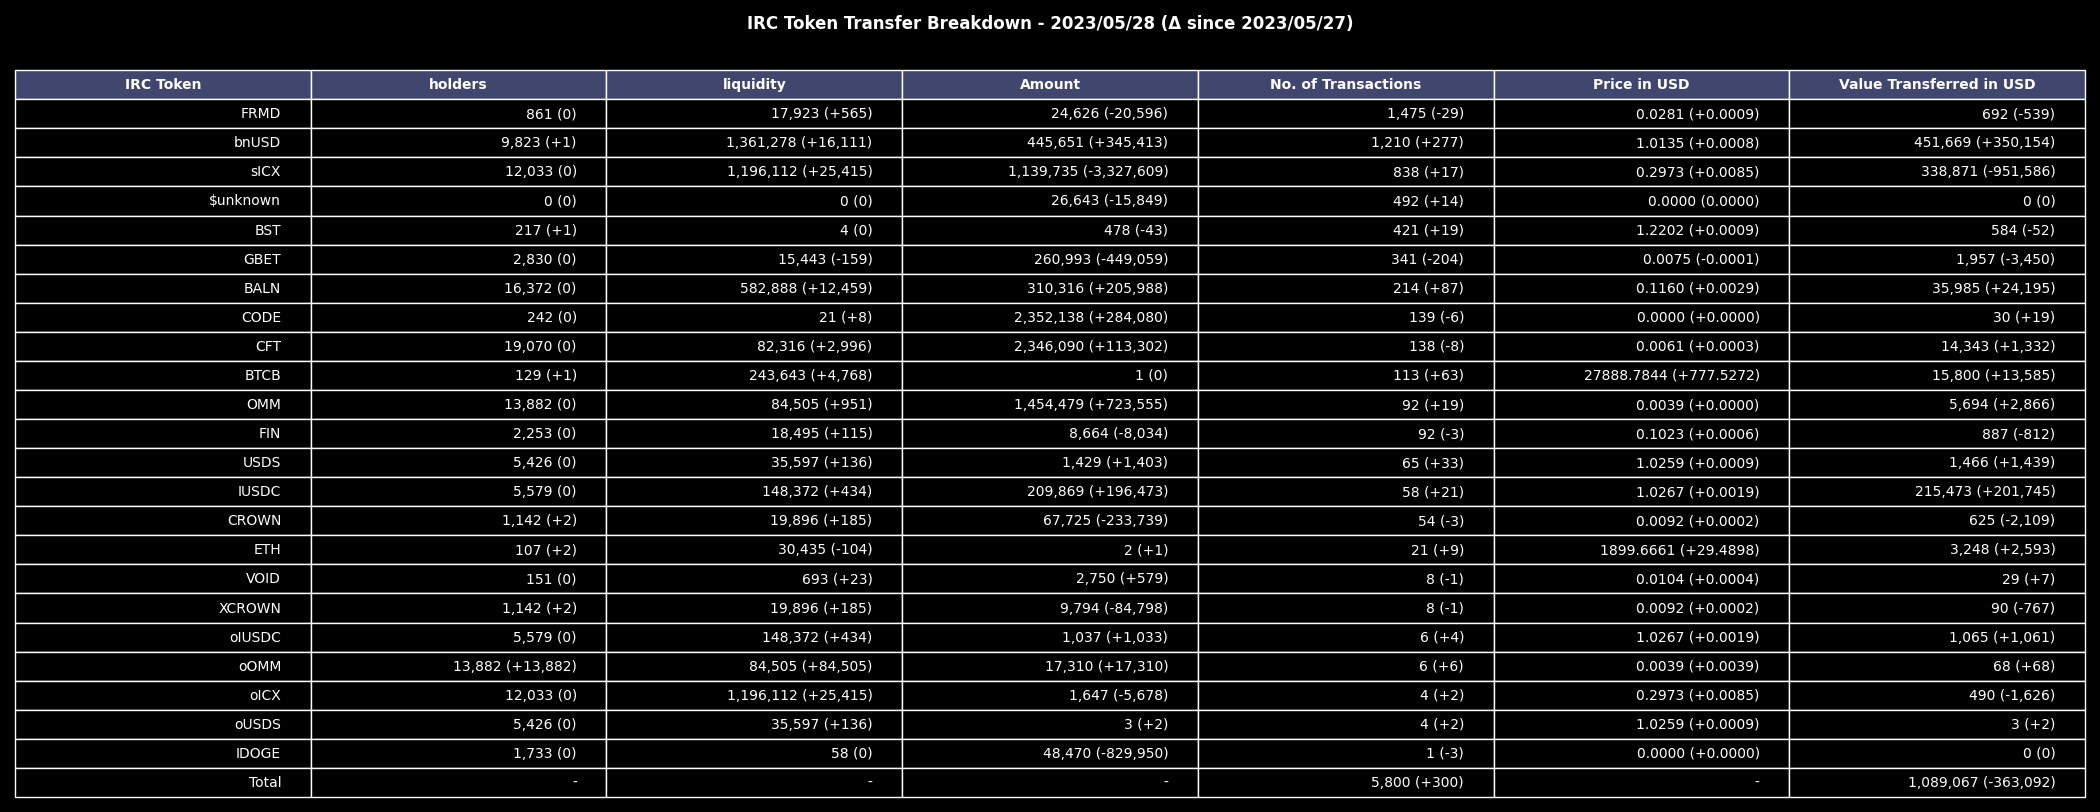 IRC Token Transfer Breakdown - 2023/05/28 (Δ since 2023/05/27)
IRC Token holders liquidity Amount No. of Transactions Price in USD Value Transferred in USD
FRMD 861 (0) 17,923 (+565) 24,626 (-20,596) 1,475 (-29) 0.0281 (+0.0009) 692 (-539)
bnUSD 9,823 (+1) 1,361,278 (+16,111) 445,651 (+345,413) 1,210 (+277) 1.0135 (+0.0008) 451,669 (+350,154)
sICX 12,033 (0) 1,196,112 (+25,415) 1,139,735 (-3,327,609) 838 (+17) 0.2973 (+0.0085) 338,871 (-951,586)
$unknown 0 (0) 0 (0) 26,643 (-15,849) 492 (+14) 0.0000 (0.0000) 0 (0)
BST 217 (+1) 4 (0) 478 (-43) 421 (+19) 1.2202 (+0.0009) 584 (-52)
GBET 2,830 (0) 15,443 (-159) 260,993 (-449,059) 341 (-204) 0.0075 (-0.0001) 1,957 (-3,450)
BALN 16,372 (0) 582,888 (+12,459) 310,316 (+205,988) 214 (+87) 0.1160 (+0.0029) 35,985 (+24,195)
CODE 242 (0) 21 (+8) 2,352,138 (+284,080) 139 (-6) 0.0000 (+0.0000) 30 (+19)
CFT 19,070 (0) 82,316 (+2,996) 2,346,090 (+113,302) 138 (-8) 0.0061 (+0.0003) 14,343 (+1,332)
BTCB 129 (+1) 243,643 (+4,768) 1 (0) 113 (+63) 27888.7844 (+777.5272) 15,800 (+13,585)
OMM 13,882 (0) 84,505 (+951) 1,454,479 (+723,555) 92 (+19) 0.0039 (+0.0000) 5,694 (+2,866)
FIN 2,253 (0) 18,495 (+115) 8,664 (-8,034) 92 (-3) 0.1023 (+0.0006) 887 (-812)
USDS 5,426 (0) 35,597 (+136) 1,429 (+1,403) 65 (+33) 1.0259 (+0.0009) 1,466 (+1,439)
IUSDC 5,579 (0) 148,372 (+434) 209,869 (+196,473) 58 (+21) 1.0267 (+0.0019) 215,473 (+201,745)
CROWN 1,142 (+2) 19,896 (+185) 67,725 (-233,739) 54 (-3) 0.0092 (+0.0002) 625 (-2,109)
ETH 107 (+2) 30,435 (-104) 2 (+1) 21 (+9) 1899.6661 (+29.4898) 3,248 (+2,593)
VOID 151 (0) 693 (+23) 2,750 (+579) 8 (-1) 0.0104 (+0.0004) 29 (+7)
XCROWN 1,142 (+2) 19,896 (+185) 9,794 (-84,798) 8 (-1) 0.0092 (+0.0002) 90 (-767)
oIUSDC 5,579 (0) 148,372 (+434) 1,037 (+1,033) 6 (+4) 1.0267 (+0.0019) 1,065 (+1,061)
oOMM 13,882 (+13,882) 84,505 (+84,505) 17,310 (+17,310) 6 (+6) 0.0039 (+0.0039) 68 (+68)
oICX 12,033 (0) 1,196,112 (+25,415) 1,647 (-5,678) 4 (+2) 0.2973 (+0.0085) 490 (-1,626)
oUSDS 5,426 (0) 35,597 (+136) 3 (+2) 4 (+2) 1.0259 (+0.0009) 3 (+2)
IDOGE 1,733 (0) 58 (0) 48,470 (-829,950) 1 (-3) 0.0000 (+0.0000) 0 (0)
Total - - - 5,800 (+300) - 1,089,067 (-363,092)